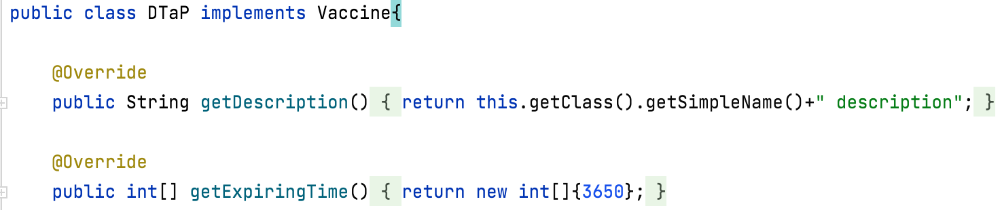 public class DTaP implements Vaccine{
@Override
public String getDescription() { return this.getClass().getSimpleName()+" description"; }
@Override
public int[] getExpiringTime() { return new int[]{3650}; }